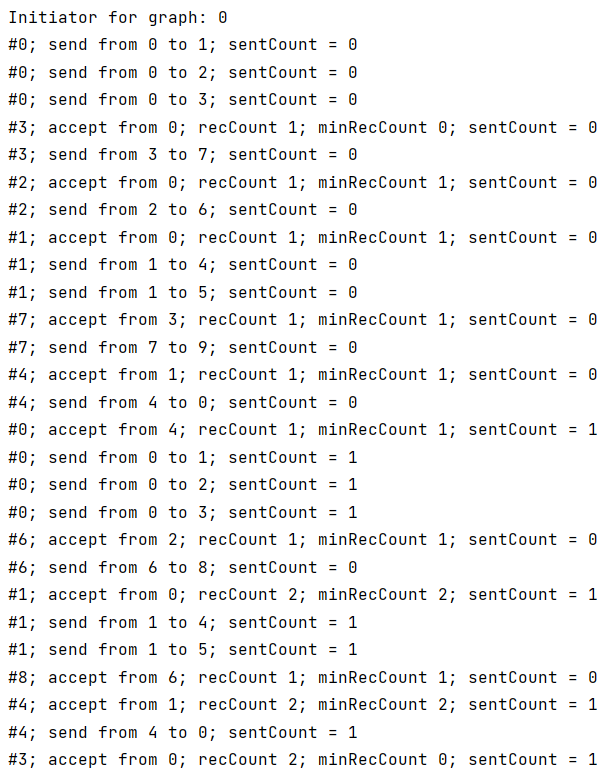 Initiator for graph: 0
#0; send from 0 to 1; sentCount = 0
#0; send from 0 to 2; sentCount = 0
#0; send from 0 to 3; sentCount = 0
#3; accept from 0; recCount 1; minRecCount 0; sentCount = 0
#3; send from 3 to 7; sentCount = 0
#2; accept from 0; recCount 1; minRecCount 1; sentCount = 0
#2; send from 2 to 6; sentCount = 0
#1; accept from 0; recCount 1; minRecCount 1; sentCount = 0
#1; send from 1 to 4; sentCount = 0
#1; send from 1 to 5; sentCount = 0
#7; accept from 3; recCount 1; minRecCount 1; sentCount = 0
#7; send from 7 to 9; sentCount = 0
#4; accept from 1; recCount 1; minRecCount 1; sentCount = 0
#4; send from 4 to 0; sentCount = 0
#0; accept from 4; recCount 1; minRecCount 1; sentCount = 1
#0; send from 0 to 1; sentCount = 1
#0; send from 0 to 2; sentCount = 1
#0; send from 0 to 3; sentCount = 1
#6; accept from 2; recCount 1; minRecCount 1; sentCount = 0
#6; send from 6 to 8; sentCount = 0
#1; accept from 0; recCount 2; minRecCount 2; sentCount = 1
#1; send from 1 to 4; sentCount = 1
#1; send from 1 to 5; sentCount = 1
#8; accept from 6; recCount 1; minRecCount 1; sentCount = 0
#4; accept from 1; recCount 2; minRecCount 2; sentCount = 1
#4; send from 4 to 0; sentCount = 1
#3; accept from 0; recCount 2; minRecCount 0; sentCount = 1